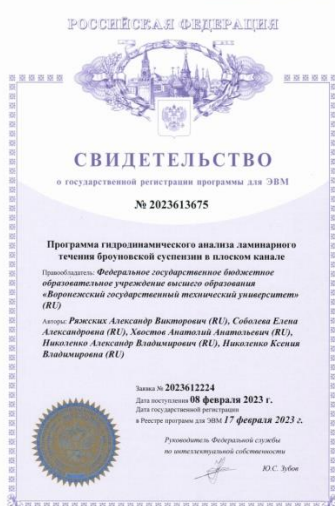 РОССИЙСКАЯ ФЕДЕРАЦИЯ
СВИДЕТЕЛЬСТВО
о государственной регистрации программы для ЭВМ
№ 2023613675
Программа гидродинамического анализа ламинарного
течения броуновской суспензии в плоском канале
Правообладатель: Федеральное государственное бюджетное
образовательное учреждение высшего образования
«Воронежский государственный технический университет»
(RU)
Авторы: Ряжских Александр Викторович (RU), Соболева Елена
Александровна (RU), Хвостов Анатолий Анатольевич (RU),
Николенко Александр Владимирович (RU), Николенко Ксения
Владимировна (RU)
Заявка № 2023612224
Дата поступления 08 февраля 2023 г.
Дата государственной регистрации
в Реестре программ для ЭВМ 17 февраля 2023 г.
Руководитель Федеральной службы
по интеллектуальной собственности
Ю.С. Зубов